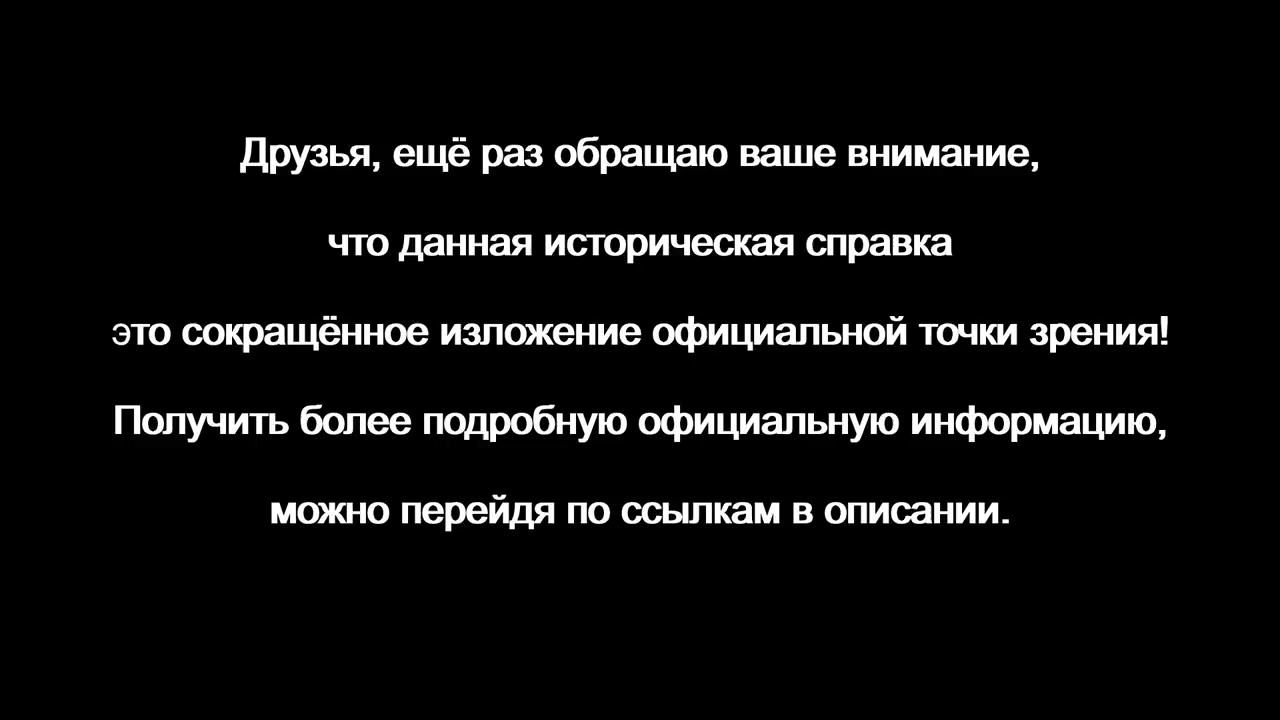 Друзья, ещё раз обращаю ваше внимание,
что данная историческая справка
это сокращённое изложение официальной точки зрения!
Получить более подробную официальную информацию,
можно перейдя по ссылкам в описании.